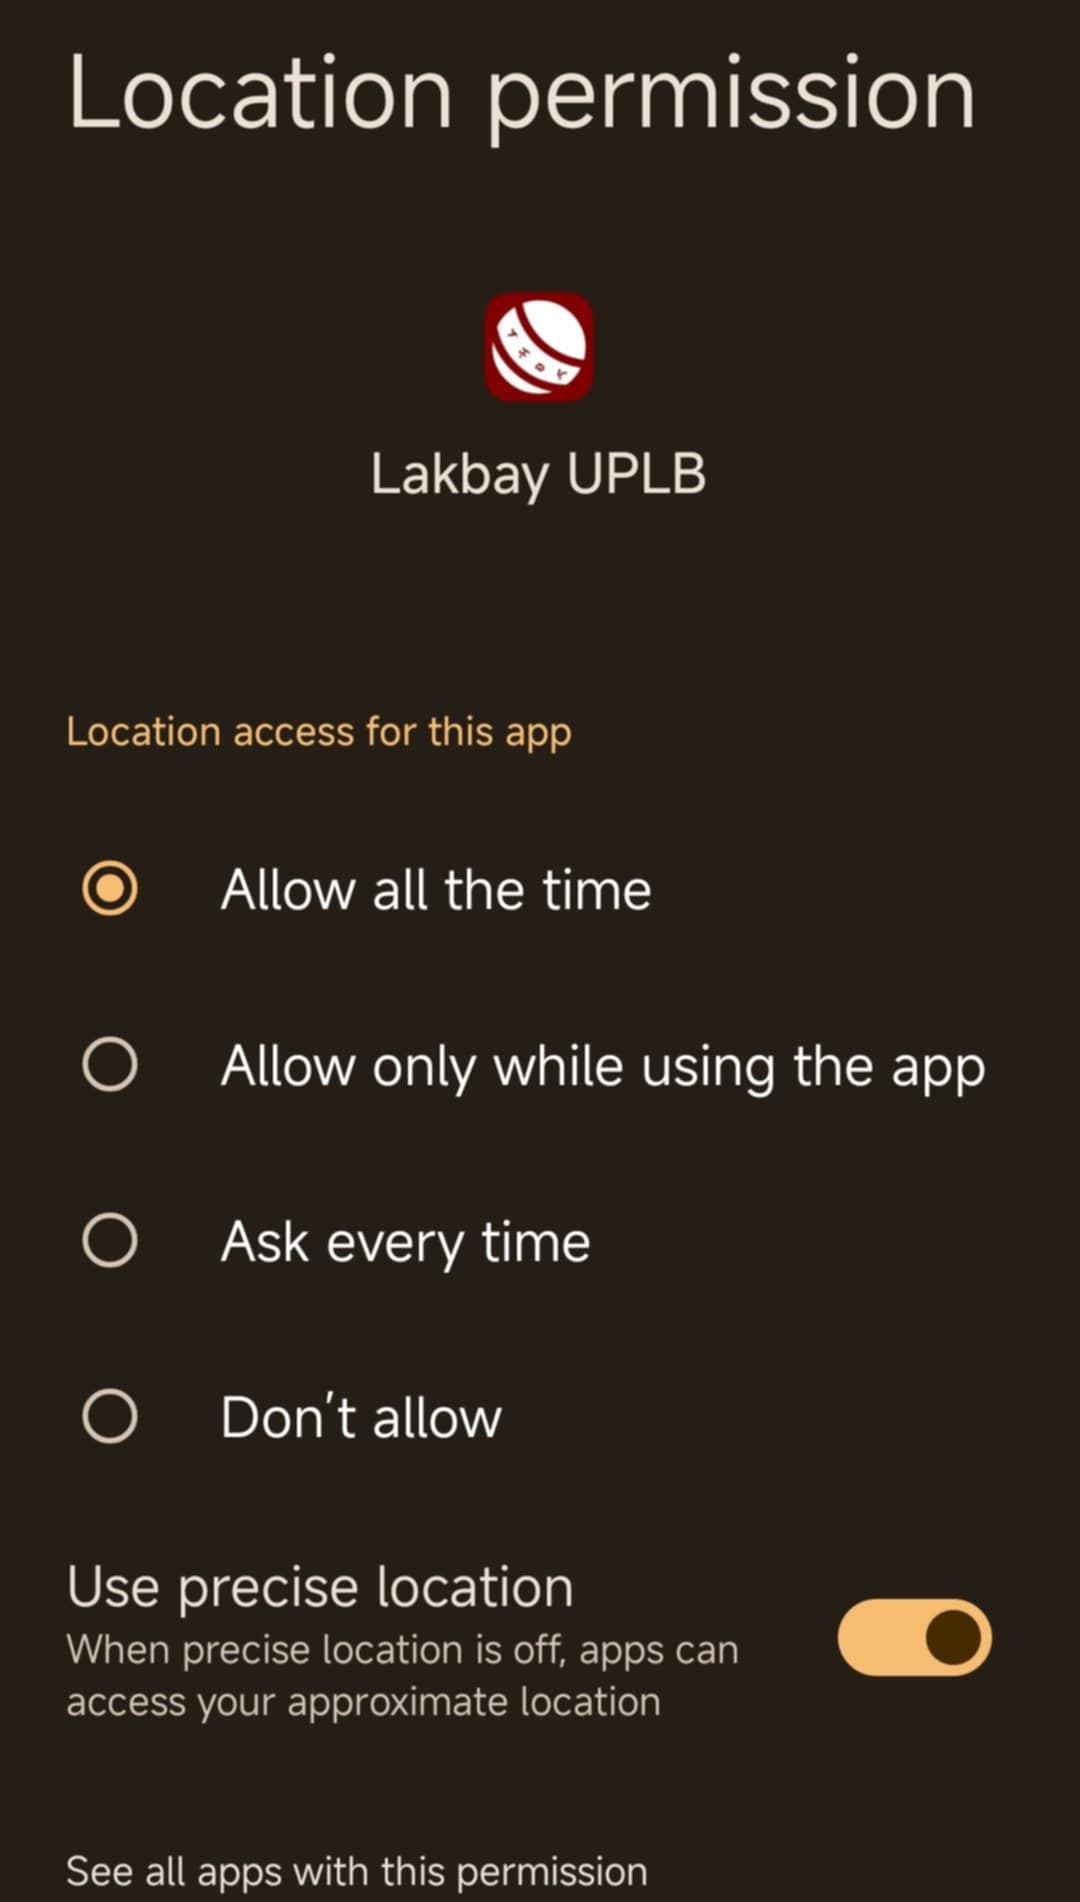 Location permission
Lakbay UPLB
Location access for this app
Allow all the time
Allow only while using the app
Ask every time
Don't allow
Use precise location
When precise location is off, apps can
access your approximate location
See all apps with this permission